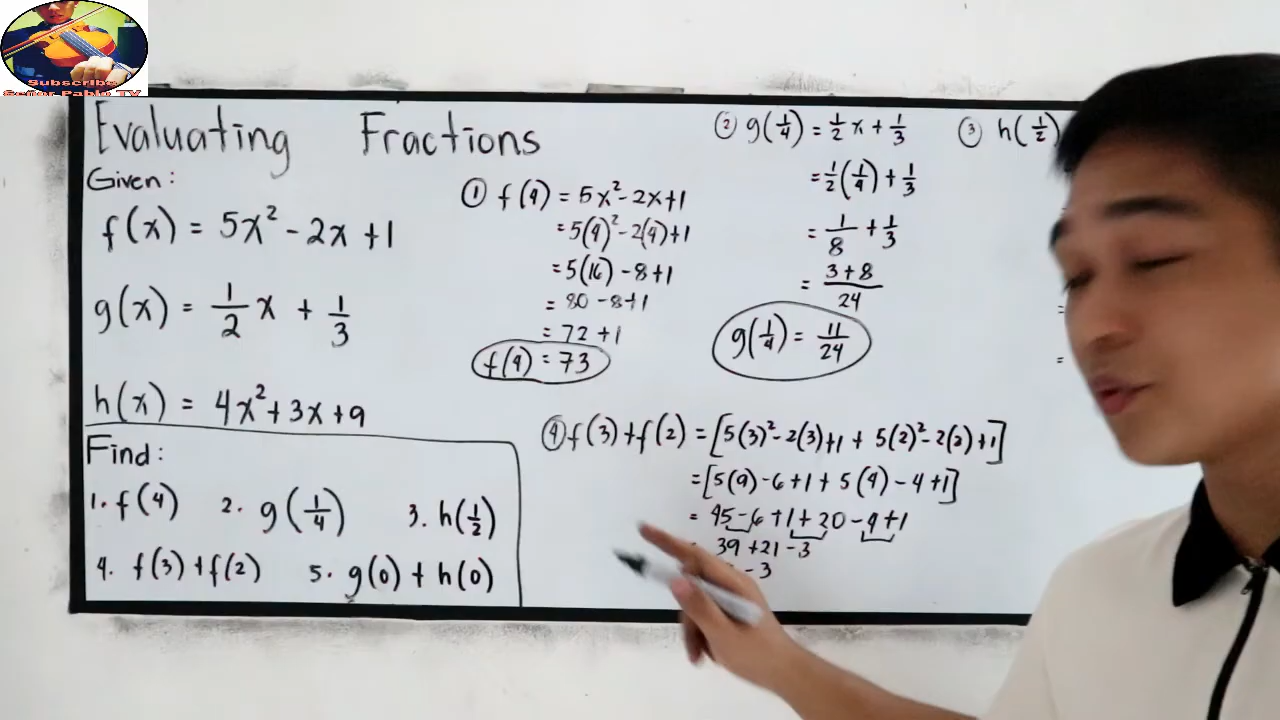 Subscribe
Señor Pablo TV
Evaluating Fractions
Given:
f(x) = 5x² - 2x + 1
g(x) = 1/2 x + 1/3
h(x) = 4x² + 3x + 9
Find:
1. f(4) 2. g(1/4) 3. h(1/2)
4. f(3) + f(2) 5. g(0) + h(0)
① f(4) = 5x² - 2x + 1
= 5(4)² - 2(4) + 1
= 5(16) - 8 + 1
= 80 - 8 + 1
= 72 + 1
f(4) = 73
② g(1/4) = 1/2 x + 1/3
= 1/2 (1/4) + 1/3
= 1/8 + 1/3
= 3 + 8 / 24
g(1/4) = 11/24
③ h(1/2)
④ f(3) + f(2) = [5(3)² - 2(3) + 1 + 5(2)² - 2(2) + 1]
= [5(9) - 6 + 1 + 5(4) - 4 + 1]
= 45 - 6 + 1 + 20 - 4 + 1
39 + 21 - 3
- 3